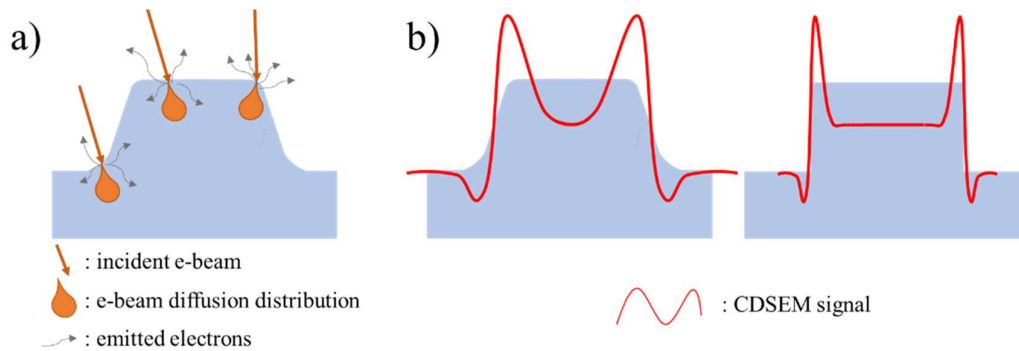 a)
b)
: incident e-beam
: e-beam diffusion distribution
: emitted electrons
: CDSEM signal